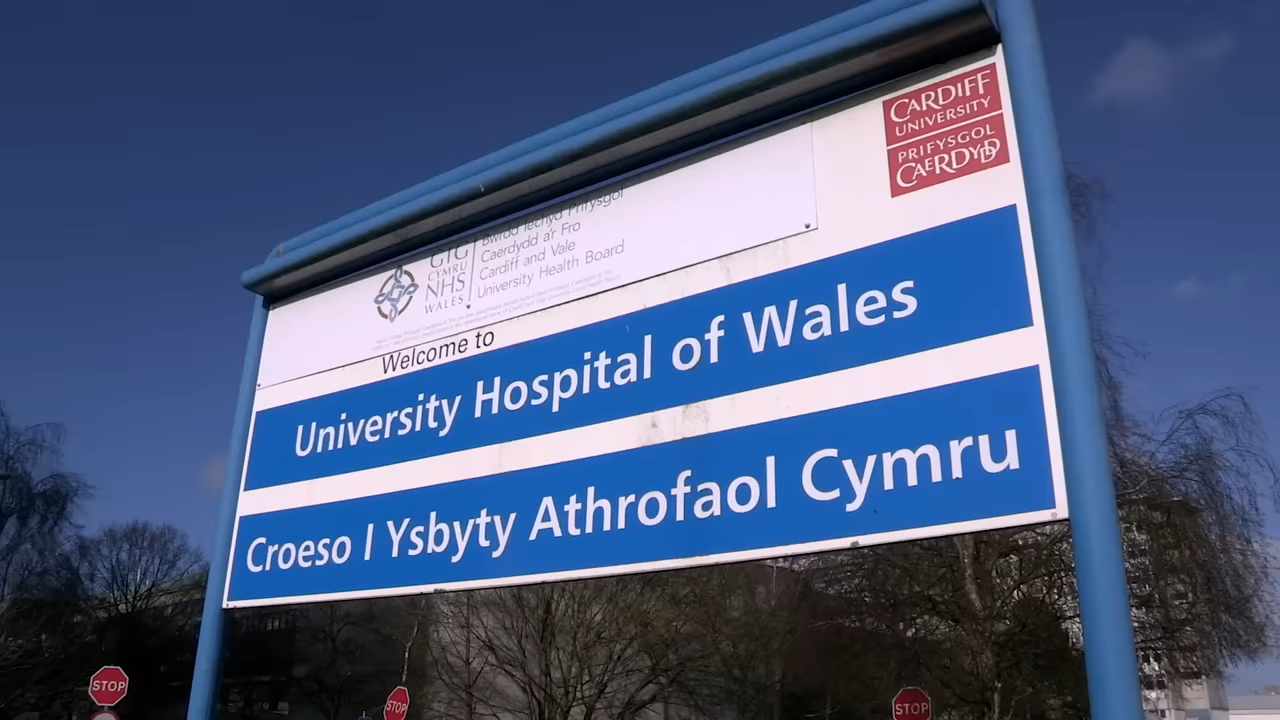 CARDIFF
UNIVERSITY
PRIFYSGOL
CAERDYDD
GIG
CYMRU
NHS
WALES
Bwrdd Iechyd Prifysgol
Caerdydd a'r Fro
Cardiff and Vale
University Health Board
Welcome to
University Hospital of Wales
Croeso I Ysbyty Athrofaol Cymru
STOP
STOP
STOP